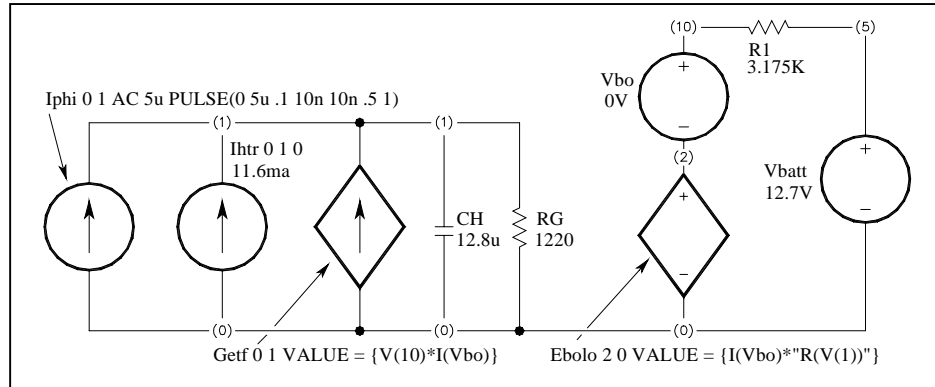 (10)
(5)
R1
3.175K
+
Vbo
0V
−
Iphi 0 1 AC 5u PULSE(0 5u .1 10n 10n .5 1)
(1)
(1)
Ihtr 0 1 0
11.6ma
(2)
+
Vbatt
12.7V
−
CH
12.8u
RG
1220
+
−
(0)
(0)
(0)
Getf 0 1 VALUE = {V(10)*I(Vbo)}
Ebolo 2 0 VALUE = {I(Vbo)*"R(V(1))"}